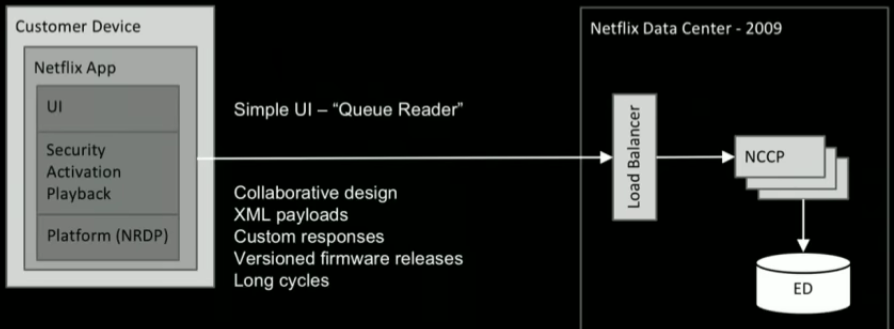 Customer Device
Netflix App
UI
Security
Activation
Playback
Platform (NRDP)
Simple UI – “Queue Reader”
Collaborative design
XML payloads
Custom responses
Versioned firmware releases
Long cycles
Netflix Data Center - 2009
Load Balancer
NCCP
ED